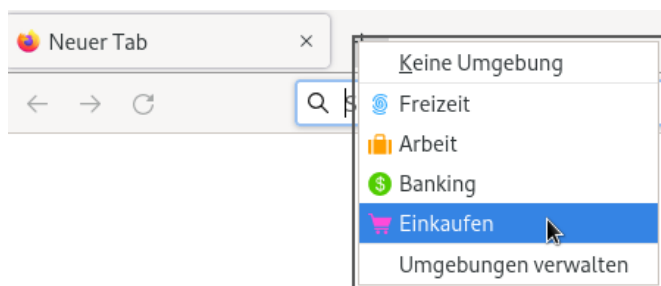 Neuer Tab
Keine Umgebung
Freizeit
Arbeit
Banking
Einkaufen
Umgebungen verwalten